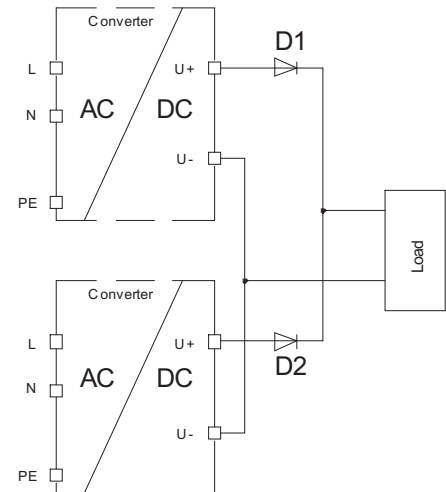 Converter
D1
L
U+
N
AC
DC
U-
PE
Load
Converter
L
U+
D2
N
AC
DC
U-
PE